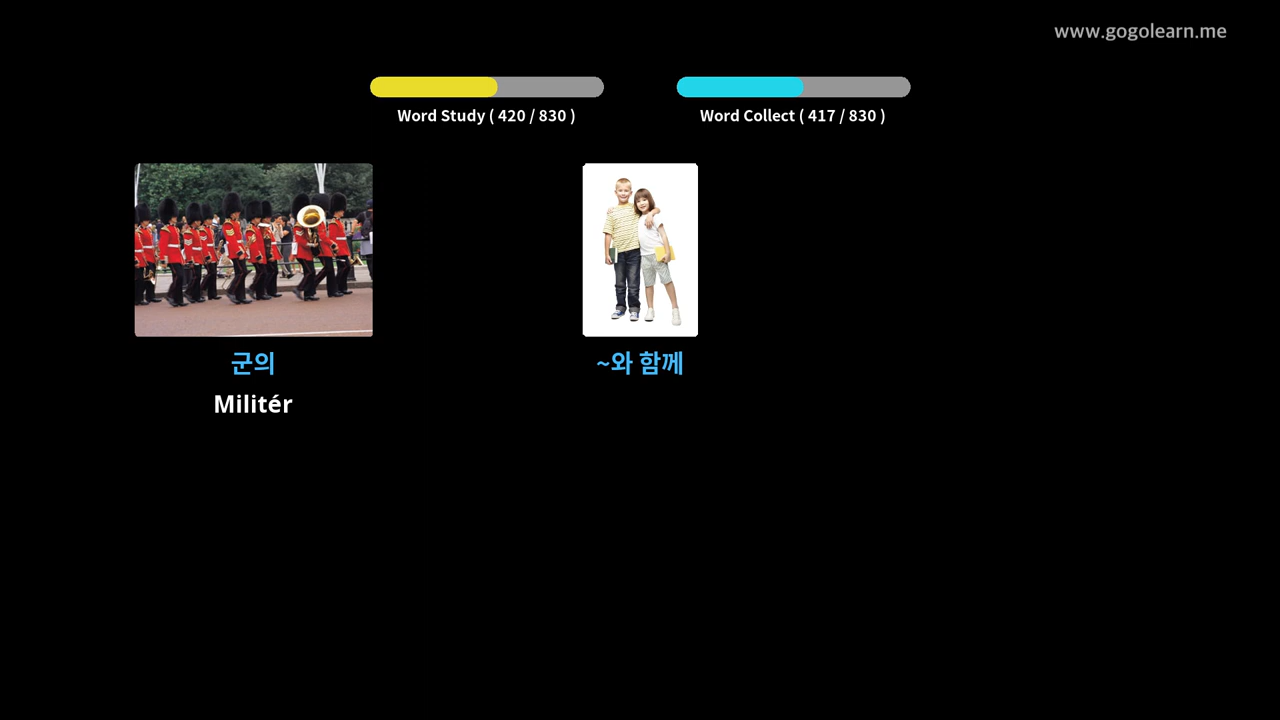 www.gogolearn.me
Word Study ( 420 / 830 )
Word Collect ( 417 / 830 )
군의
~와 함께
Militér